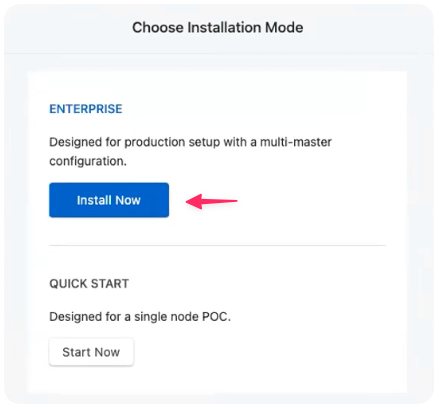 Choose Installation Mode
ENTERPRISE
Designed for production setup with a multi-master
configuration.
Install Now
QUICK START
Designed for a single node POC.
Start Now